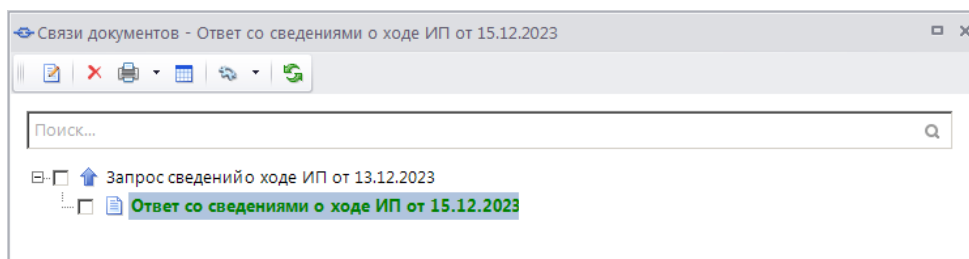 Связи документов - Ответ со сведениями о ходе ИП от 15.12.2023
Поиск...
Запрос сведений о ходе ИП от 13.12.2023
Ответ со сведениями о ходе ИП от 15.12.2023